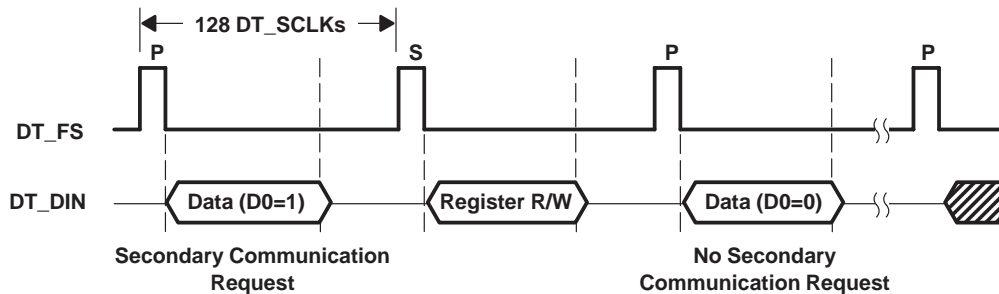 128 DT_SCLKs
P S P P
DT_FS
DT_DIN Data (D0=1) Register R/W Data (D0=0)
Secondary Communication
Request
No Secondary
Communication Request